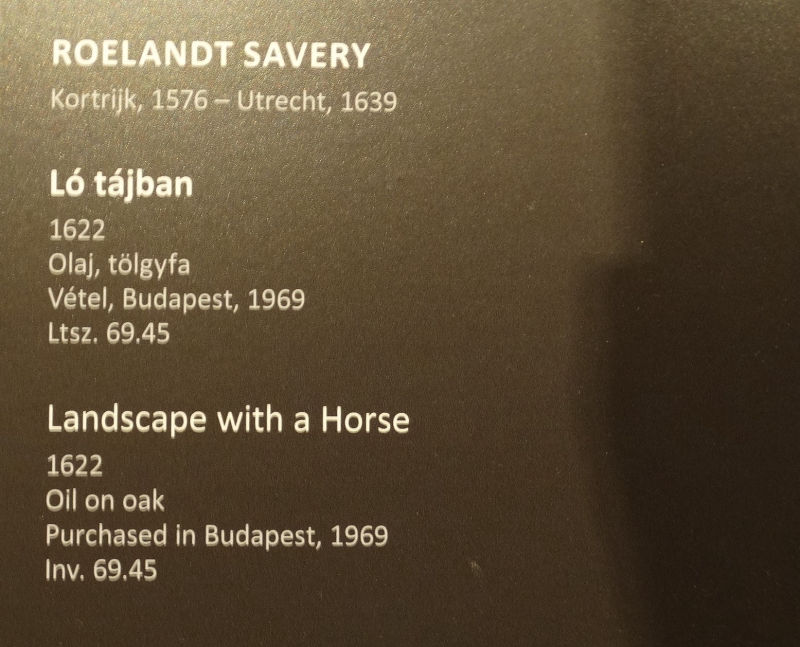 ROELANDT SAVERY
Kortrijk, 1576 – Utrecht, 1639
Ló tájban
1622
Olaj, tölgyfa
Vétel, Budapest, 1969
Ltsz. 69.45
Landscape with a Horse
1622
Oil on oak
Purchased in Budapest, 1969
Inv. 69.45